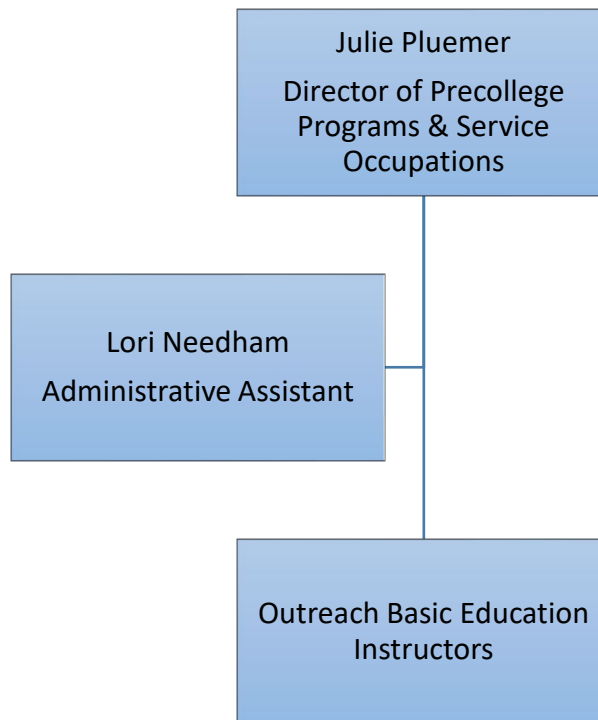 Julie Pluemer
Director of Precollege
Programs & Service
Occupations
Lori Needham
Administrative Assistant
Outreach Basic Education
Instructors